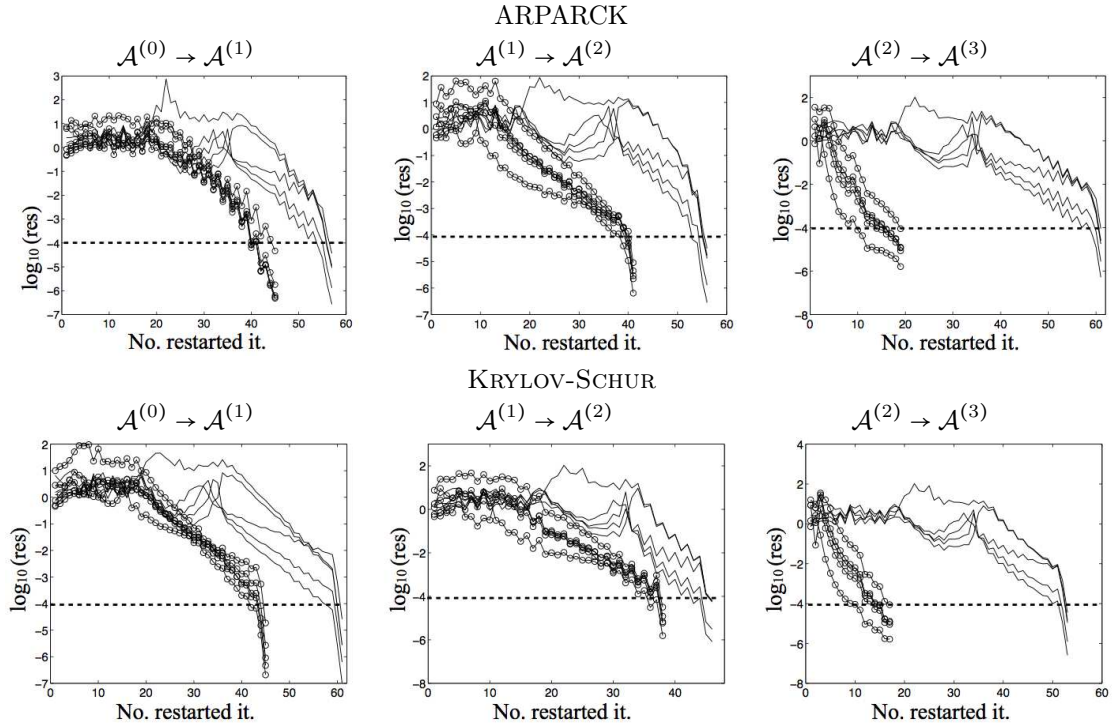 ARPARCK
A^(0) → A^(1) A^(1) → A^(2) A^(2) → A^(3)
log10 (res)
4
3
2
1
0
-1
-2
-3
-4
-5
-6
-7
0 10 20 30 40 50 60
No. restarted it.
log10 (res)
2
1
0
-1
-2
-3
-4
-5
-6
-7
0 10 20 30 40 50 60
No. restarted it.
log10 (res)
4
2
0
-2
-4
-6
-8
0 10 20 30 40 50 60
No. restarted it.
KRYLOV-SCHUR
A^(0) → A^(1) A^(1) → A^(2) A^(2) → A^(3)
log10 (res)
2
1
0
-1
-2
-3
-4
-5
-6
-7
0 10 20 30 40 50 60
No. restarted it.
log10 (res)
4
2
0
-2
-4
-6
-8
0 10 20 30 40
No. restarted it.
log10 (res)
4
2
0
-2
-4
-6
-8
0 10 20 30 40 50 60
No. restarted it.